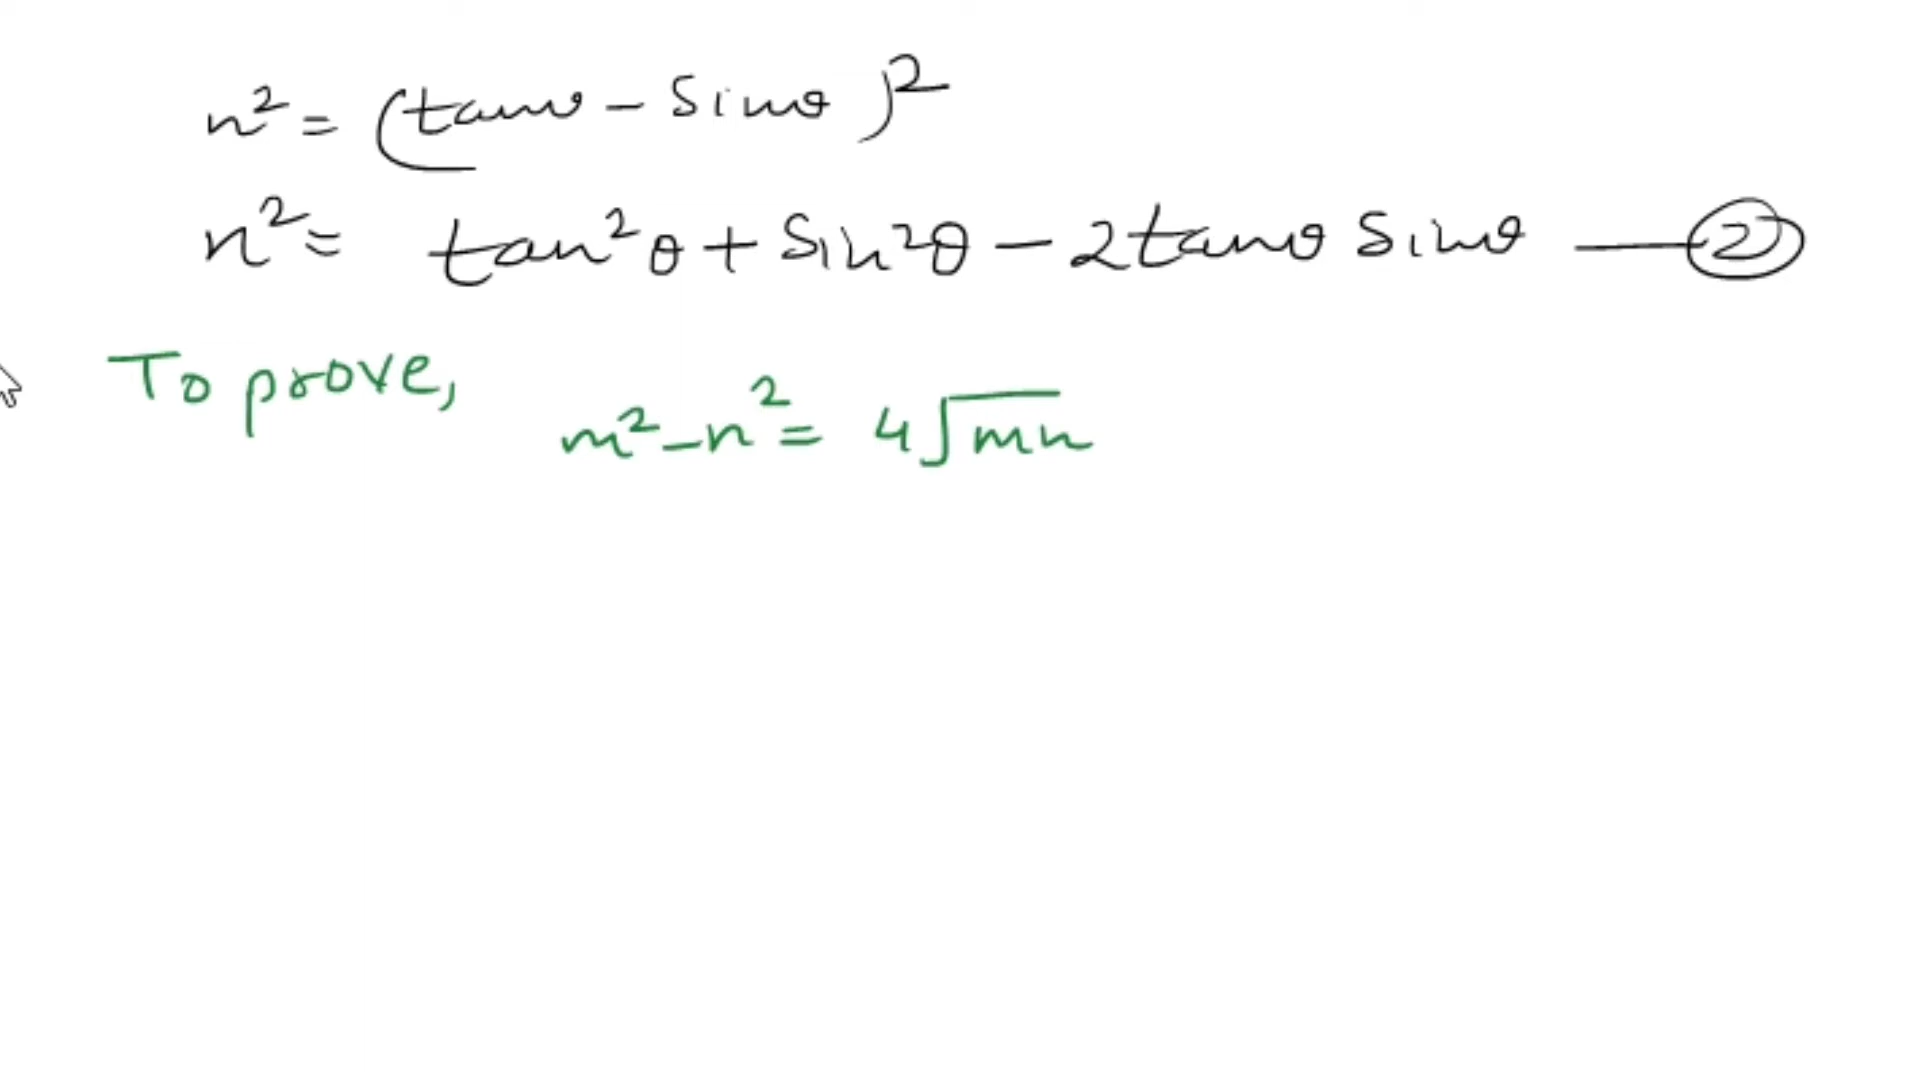 n² = (tanθ - sinθ)²
n² = tan²θ + sin²θ - 2tanθ sinθ — ②
To prove,
m² - n² = 4√mn